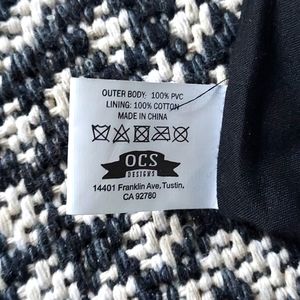 OUTER BODY: 100% PVC
LINING: 100% COTTON
MADE IN CHINA
OCS
DESIGNS
14401 Franklin Ave, Tustin,
CA 92780